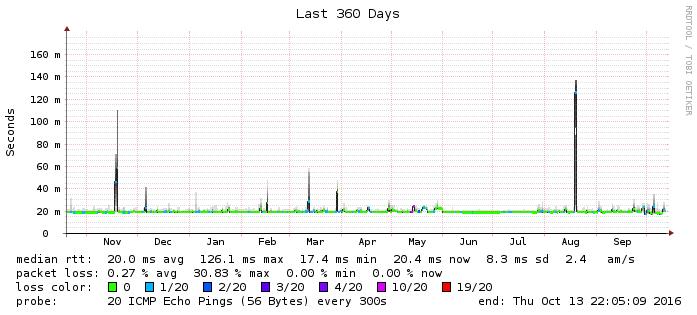 Last 360 Days
RRDTOOL / TOBI OETIKER
Seconds
160 m
140 m
120 m
100 m
80 m
60 m
40 m
20 m
0
Nov Dec Jan Feb Mar Apr May Jun Jul Aug Sep
median rtt: 20.0 ms avg 126.1 ms max 17.4 ms min 20.4 ms now 8.3 ms sd 2.4 am/s
packet loss: 0.27 % avg 30.83 % max 0.00 % min 0.00 % now
loss color: 0 1/20 2/20 3/20 4/20 10/20 19/20
probe: 20 ICMP Echo Pings (56 Bytes) every 300s end: Thu Oct 13 22:05:09 2016